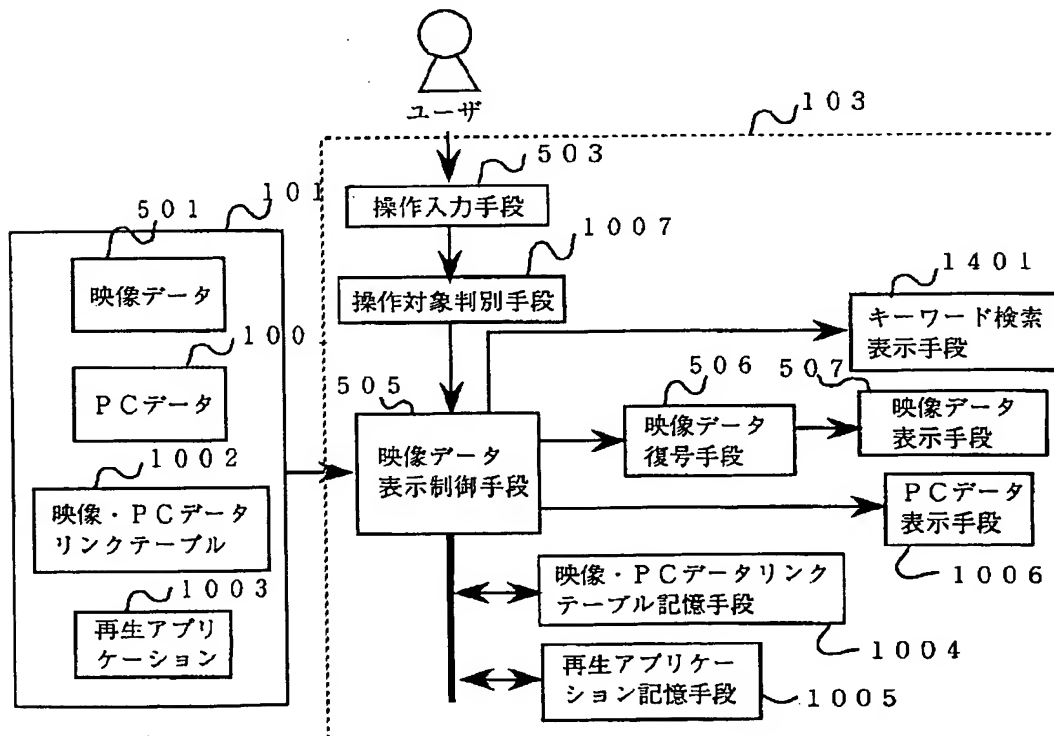 ユーザ
１０３
５０３
操作入力手段
１０１
５０１
映像データ
１００７
操作対象判別手段
１４０１
キーワード検索
表示手段
１００
ＰＣデータ
５０５
映像データ
表示制御手段
５０６
映像データ
復号手段
５０７
映像データ
表示手段
１００２
映像・ＰＣデータ
リンクテーブル
ＰＣデータ
表示手段
１００６
１００３
再生アプリ
ケーション
映像・ＰＣデータリンク
テーブル記憶手段
１００４
再生アプリケー
ション記憶手段
１００５